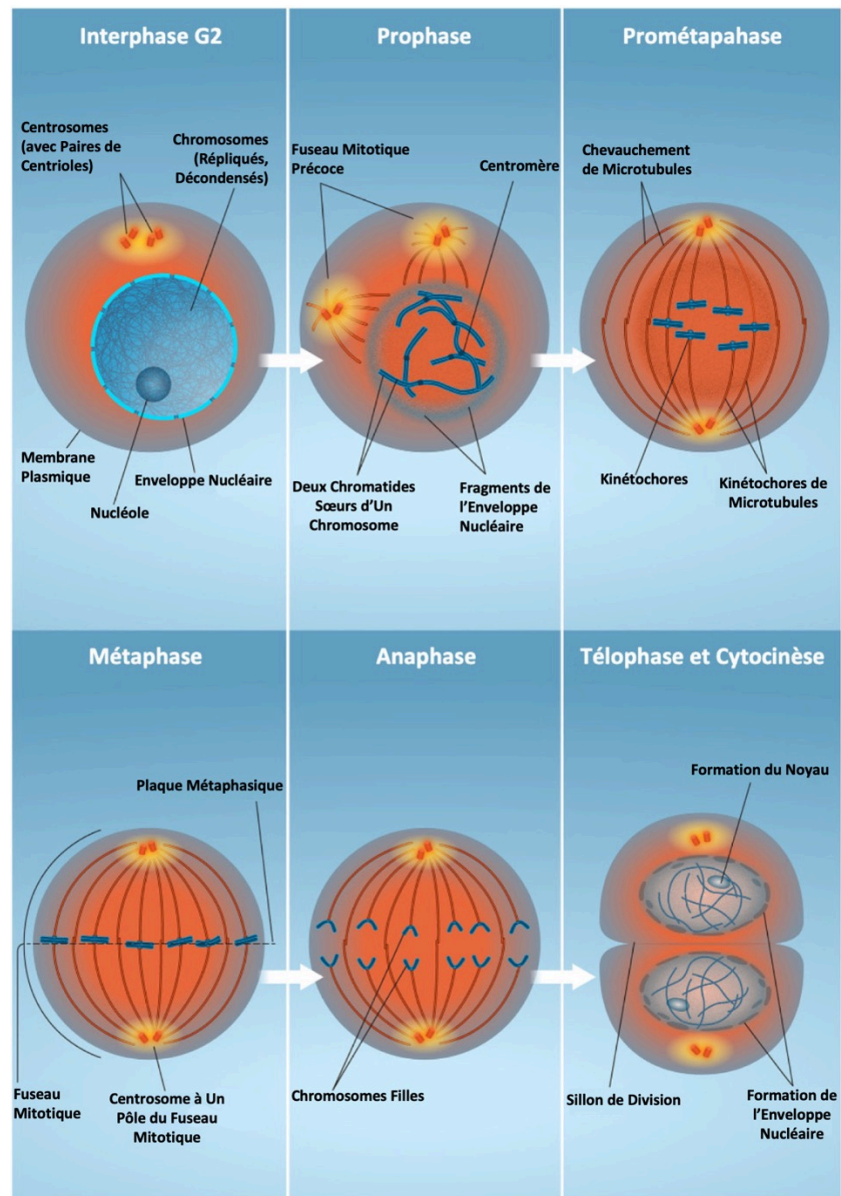 Interphase G2
Prophase
Prométapahase
Centrosomes
(avec Paires de
Centrioles)
Chromosomes
(Répliqués,
Décondensés)
Membrane
Plasmique
Enveloppe Nucléaire
Nucléole
Fuseau Mitotique
Précoce
Centromère
Deux Chromatides
Sœurs d'Un
Chromosome
Fragments de
l'Enveloppe
Nucléaire
Chevauchement
de Microtubules
Kinétochores
Kinétochores de
Microtubules
Métaphase
Anaphase
Télophase et Cytocinèse
Plaque Métaphasique
Fuseau
Mitotique
Centrosome à Un
Pôle du Fuseau
Mitotique
Chromosomes Filles
Formation du Noyau
Sillon de Division
Formation de
l'Enveloppe
Nucléaire